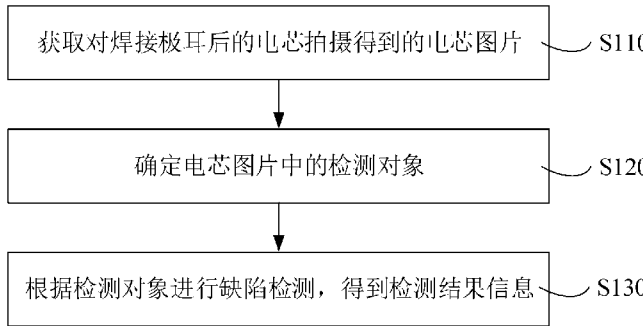 获取对焊接极耳后的电芯拍摄得到的电芯图片 S110
确定电芯图片中的检测对象 S120
根据检测对象进行缺陷检测，得到检测结果信息 S130